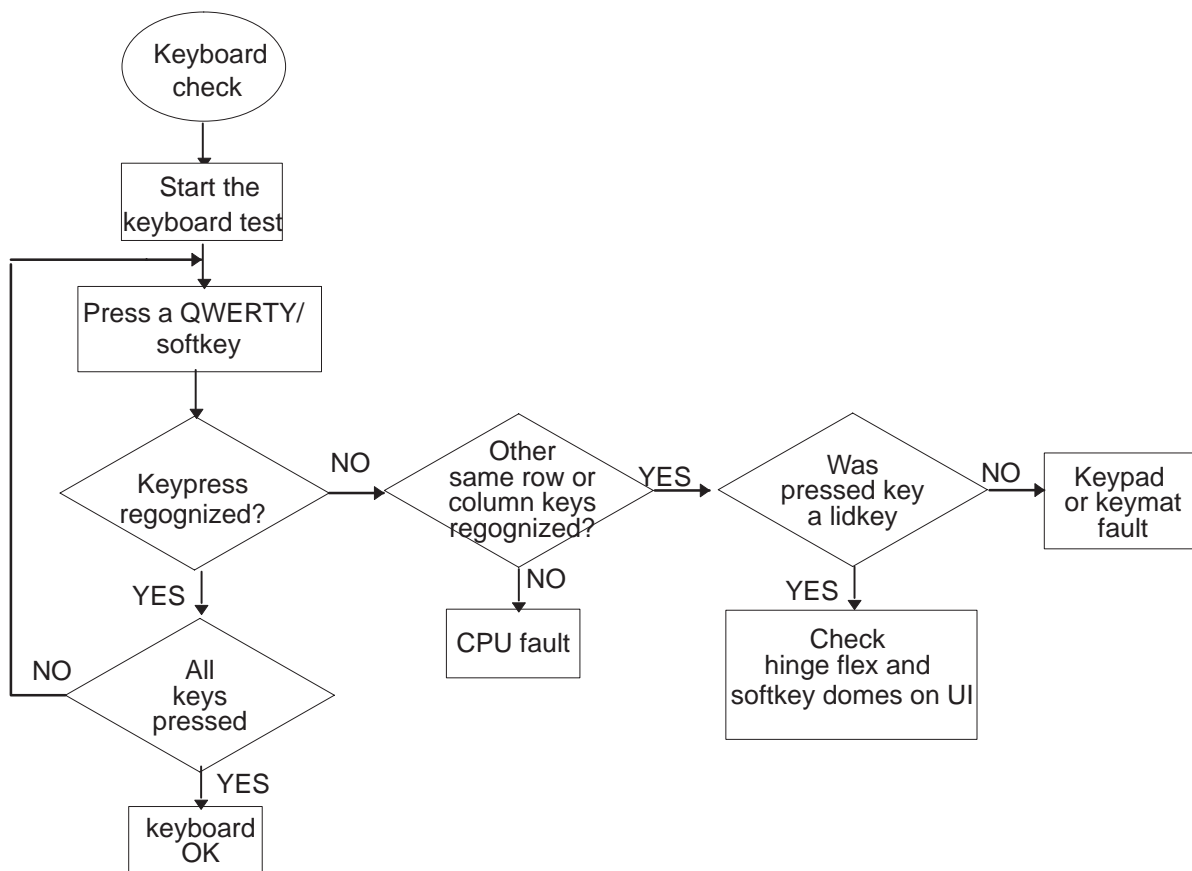 Keyboard
check
Start the
keyboard test
Press a QWERTY/
softkey
Keypress
regognized?
NO
Other
same row or
column keys
regognized?
YES
Was
pressed key
a lidkey
NO
Keypad
or keymat
fault
YES
NO
YES
CPU fault
Check
hinge flex and
softkey domes on UI
NO
All
keys
pressed
YES
keyboard
OK